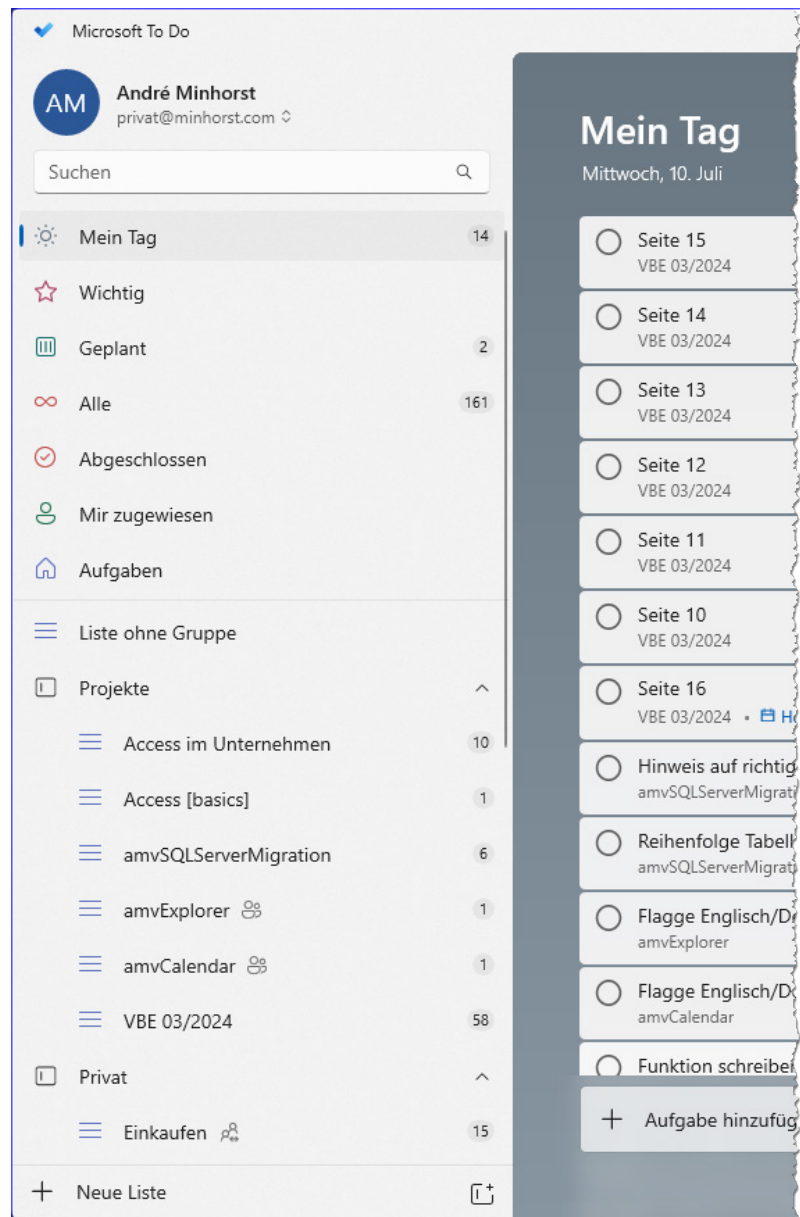 Microsoft To Do
AM
André Minhorst
privat@minhorst.com
Suchen
Mein Tag 14
Wichtig
Geplant 2
Alle 161
Abgeschlossen
Mir zugewiesen
Aufgaben
Liste ohne Gruppe
Projekte
Access im Unternehmen 10
Access [basics] 1
amvSQLServerMigration 6
amvExplorer 1
amvCalendar 1
VBE 03/2024 58
Privat
Einkaufen 15
Neue Liste
Mein Tag
Mittwoch, 10. Juli
Seite 15
VBE 03/2024
Seite 14
VBE 03/2024
Seite 13
VBE 03/2024
Seite 12
VBE 03/2024
Seite 11
VBE 03/2024
Seite 10
VBE 03/2024
Seite 16
VBE 03/2024 •
Hinweis auf richtig
amvSQLServerMigrati
Reihenfolge Tabell
amvSQLServerMigrati
Flagge Englisch/D
amvExplorer
Flagge Englisch/D
amvCalendar
Funktion schreibe
Aufgabe hinzufüg